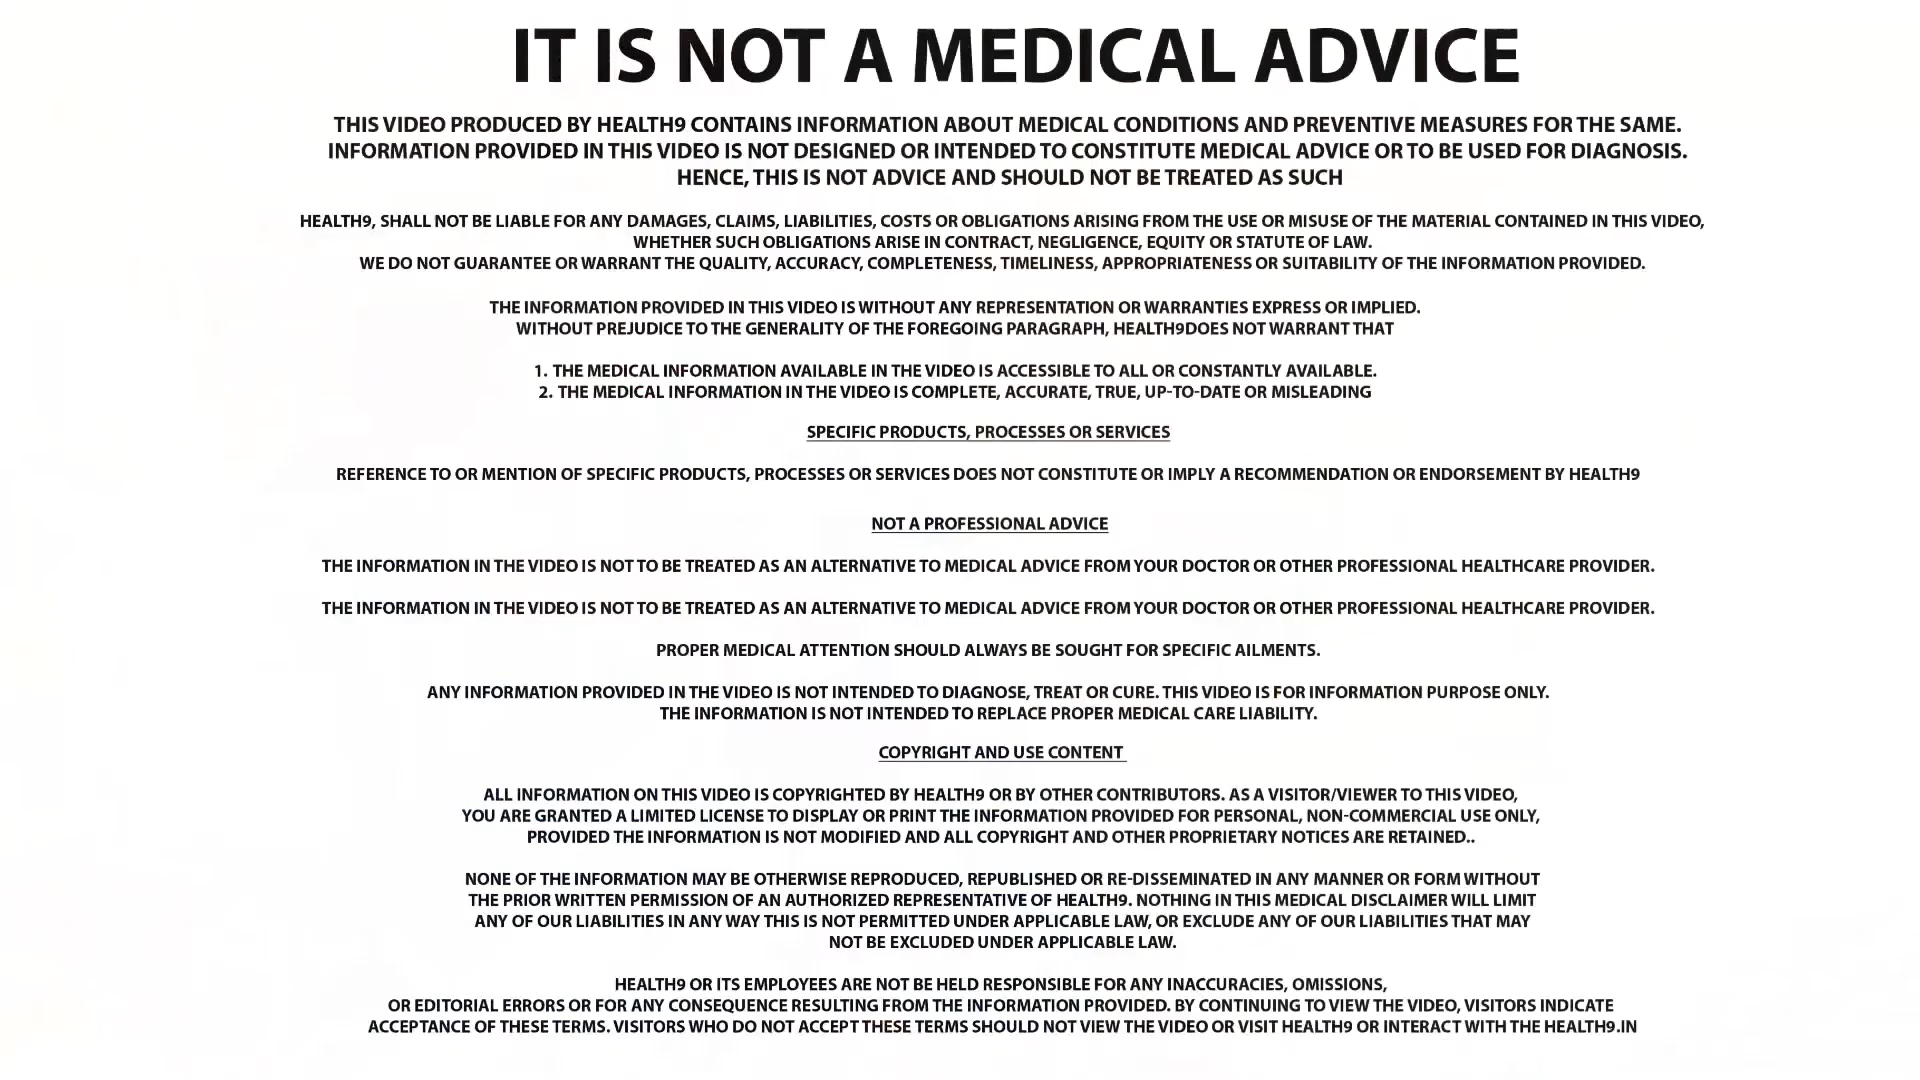 IT IS NOT A MEDICAL ADVICE
THIS VIDEO PRODUCED BY HEALTH9 CONTAINS INFORMATION ABOUT MEDICAL CONDITIONS AND PREVENTIVE MEASURES FOR THE SAME.
INFORMATION PROVIDED IN THIS VIDEO IS NOT DESIGNED OR INTENDED TO CONSTITUTE MEDICAL ADVICE OR TO BE USED FOR DIAGNOSIS.
HENCE, THIS IS NOT ADVICE AND SHOULD NOT BE TREATED AS SUCH
HEALTH9, SHALL NOT BE LIABLE FOR ANY DAMAGES, CLAIMS, LIABILITIES, COSTS OR OBLIGATIONS ARISING FROM THE USE OR MISUSE OF THE MATERIAL CONTAINED IN THIS VIDEO,
WHETHER SUCH OBLIGATIONS ARISE IN CONTRACT, NEGLIGENCE, EQUITY OR STATUTE OF LAW.
WE DO NOT GUARANTEE OR WARRANT THE QUALITY, ACCURACY, COMPLETENESS, TIMELINESS, APPROPRIATENESS OR SUITABILITY OF THE INFORMATION PROVIDED.
THE INFORMATION PROVIDED IN THIS VIDEO IS WITHOUT ANY REPRESENTATION OR WARRANTIES EXPRESS OR IMPLIED.
WITHOUT PREJUDICE TO THE GENERALITY OF THE FOREGOING PARAGRAPH, HEALTH9DOES NOT WARRANT THAT
1. THE MEDICAL INFORMATION AVAILABLE IN THE VIDEO IS ACCESSIBLE TO ALL OR CONSTANTLY AVAILABLE.
2. THE MEDICAL INFORMATION IN THE VIDEO IS COMPLETE, ACCURATE, TRUE, UP-TO-DATE OR MISLEADING
SPECIFIC PRODUCTS, PROCESSES OR SERVICES
REFERENCE TO OR MENTION OF SPECIFIC PRODUCTS, PROCESSES OR SERVICES DOES NOT CONSTITUTE OR IMPLY A RECOMMENDATION OR ENDORSEMENT BY HEALTH9
NOT A PROFESSIONAL ADVICE
THE INFORMATION IN THE VIDEO IS NOT TO BE TREATED AS AN ALTERNATIVE TO MEDICAL ADVICE FROM YOUR DOCTOR OR OTHER PROFESSIONAL HEALTHCARE PROVIDER.
THE INFORMATION IN THE VIDEO IS NOT TO BE TREATED AS AN ALTERNATIVE TO MEDICAL ADVICE FROM YOUR DOCTOR OR OTHER PROFESSIONAL HEALTHCARE PROVIDER.
PROPER MEDICAL ATTENTION SHOULD ALWAYS BE SOUGHT FOR SPECIFIC AILMENTS.
ANY INFORMATION PROVIDED IN THE VIDEO IS NOT INTENDED TO DIAGNOSE, TREAT OR CURE. THIS VIDEO IS FOR INFORMATION PURPOSE ONLY.
THE INFORMATION IS NOT INTENDED TO REPLACE PROPER MEDICAL CARE LIABILITY.
COPYRIGHT AND USE CONTENT
ALL INFORMATION ON THIS VIDEO IS COPYRIGHTED BY HEALTH9 OR BY OTHER CONTRIBUTORS. AS A VISITOR/VIEWER TO THIS VIDEO,
YOU ARE GRANTED A LIMITED LICENSE TO DISPLAY OR PRINT THE INFORMATION PROVIDED FOR PERSONAL, NON-COMMERCIAL USE ONLY,
PROVIDED THE INFORMATION IS NOT MODIFIED AND ALL COPYRIGHT AND OTHER PROPRIETARY NOTICES ARE RETAINED..
NONE OF THE INFORMATION MAY BE OTHERWISE REPRODUCED, REPUBLISHED OR RE-DISSEMINATED IN ANY MANNER OR FORM WITHOUT
THE PRIOR WRITTEN PERMISSION OF AN AUTHORIZED REPRESENTATIVE OF HEALTH9. NOTHING IN THIS MEDICAL DISCLAIMER WILL LIMIT
ANY OF OUR LIABILITIES IN ANY WAY THIS IS NOT PERMITTED UNDER APPLICABLE LAW, OR EXCLUDE ANY OF OUR LIABILITIES THAT MAY
NOT BE EXCLUDED UNDER APPLICABLE LAW.
HEALTH9 OR ITS EMPLOYEES ARE NOT BE HELD RESPONSIBLE FOR ANY INACCURACIES, OMISSIONS,
OR EDITORIAL ERRORS OR FOR ANY CONSEQUENCE RESULTING FROM THE INFORMATION PROVIDED. BY CONTINUING TO VIEW THE VIDEO, VISITORS INDICATE
ACCEPTANCE OF THESE TERMS. VISITORS WHO DO NOT ACCEPT THESE TERMS SHOULD NOT VIEW THE VIDEO OR VISIT HEALTH9 OR INTERACT WITH THE HEALTH9.IN